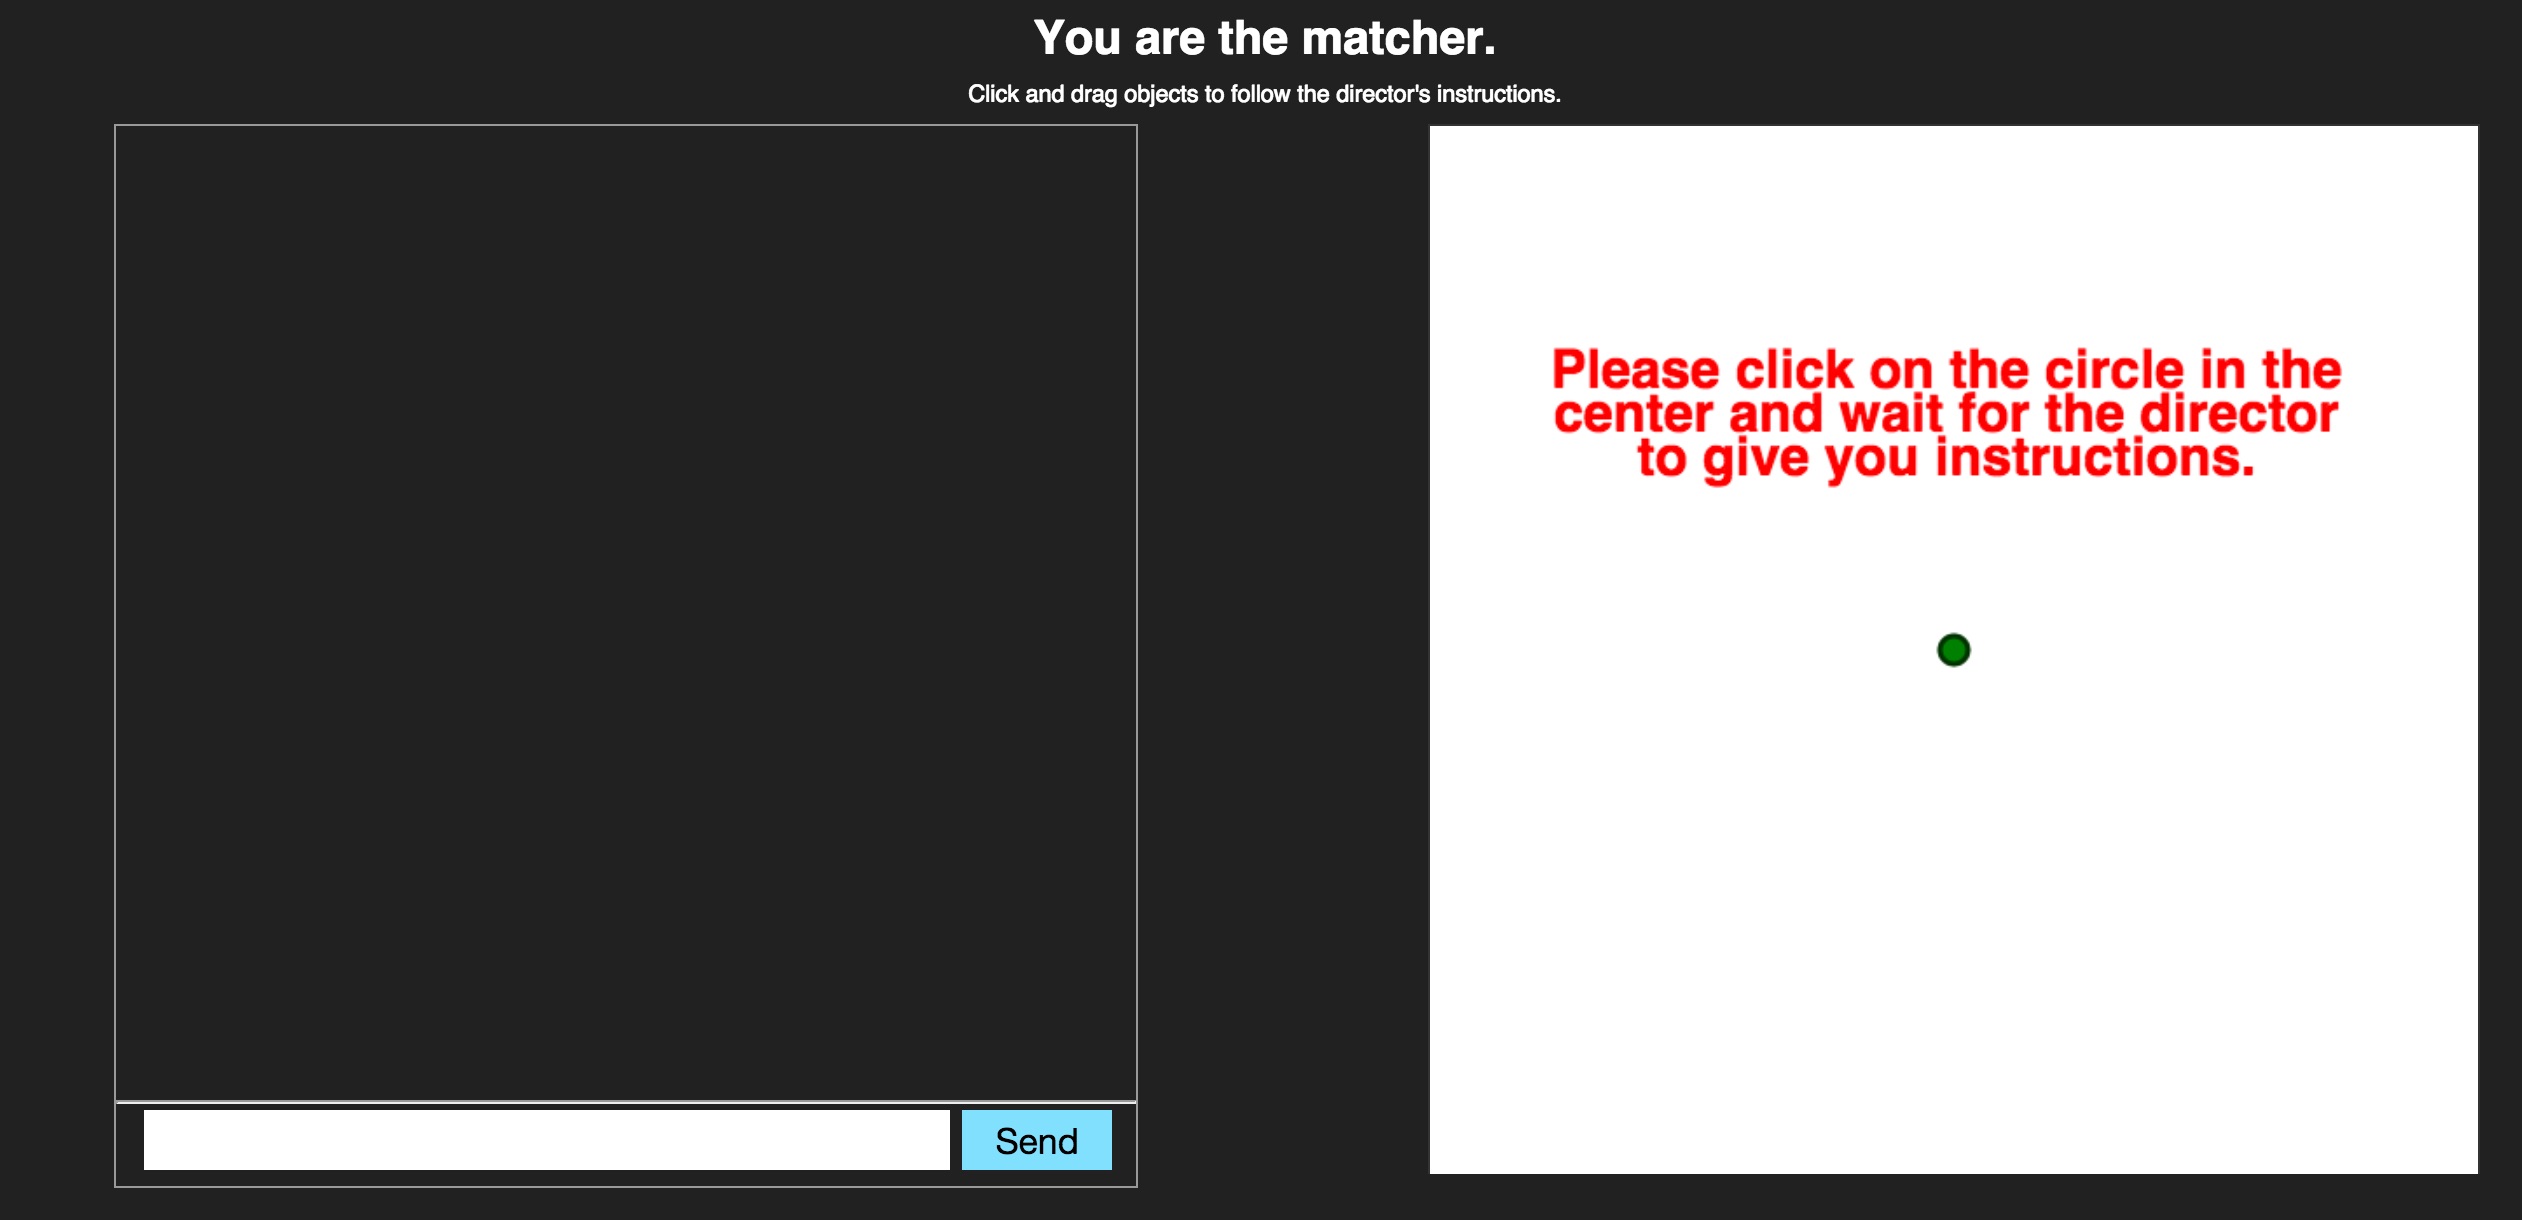 You are the matcher.
Click and drag objects to follow the director's instructions.
Please click on the circle in the
center and wait for the director
to give you instructions.
Send